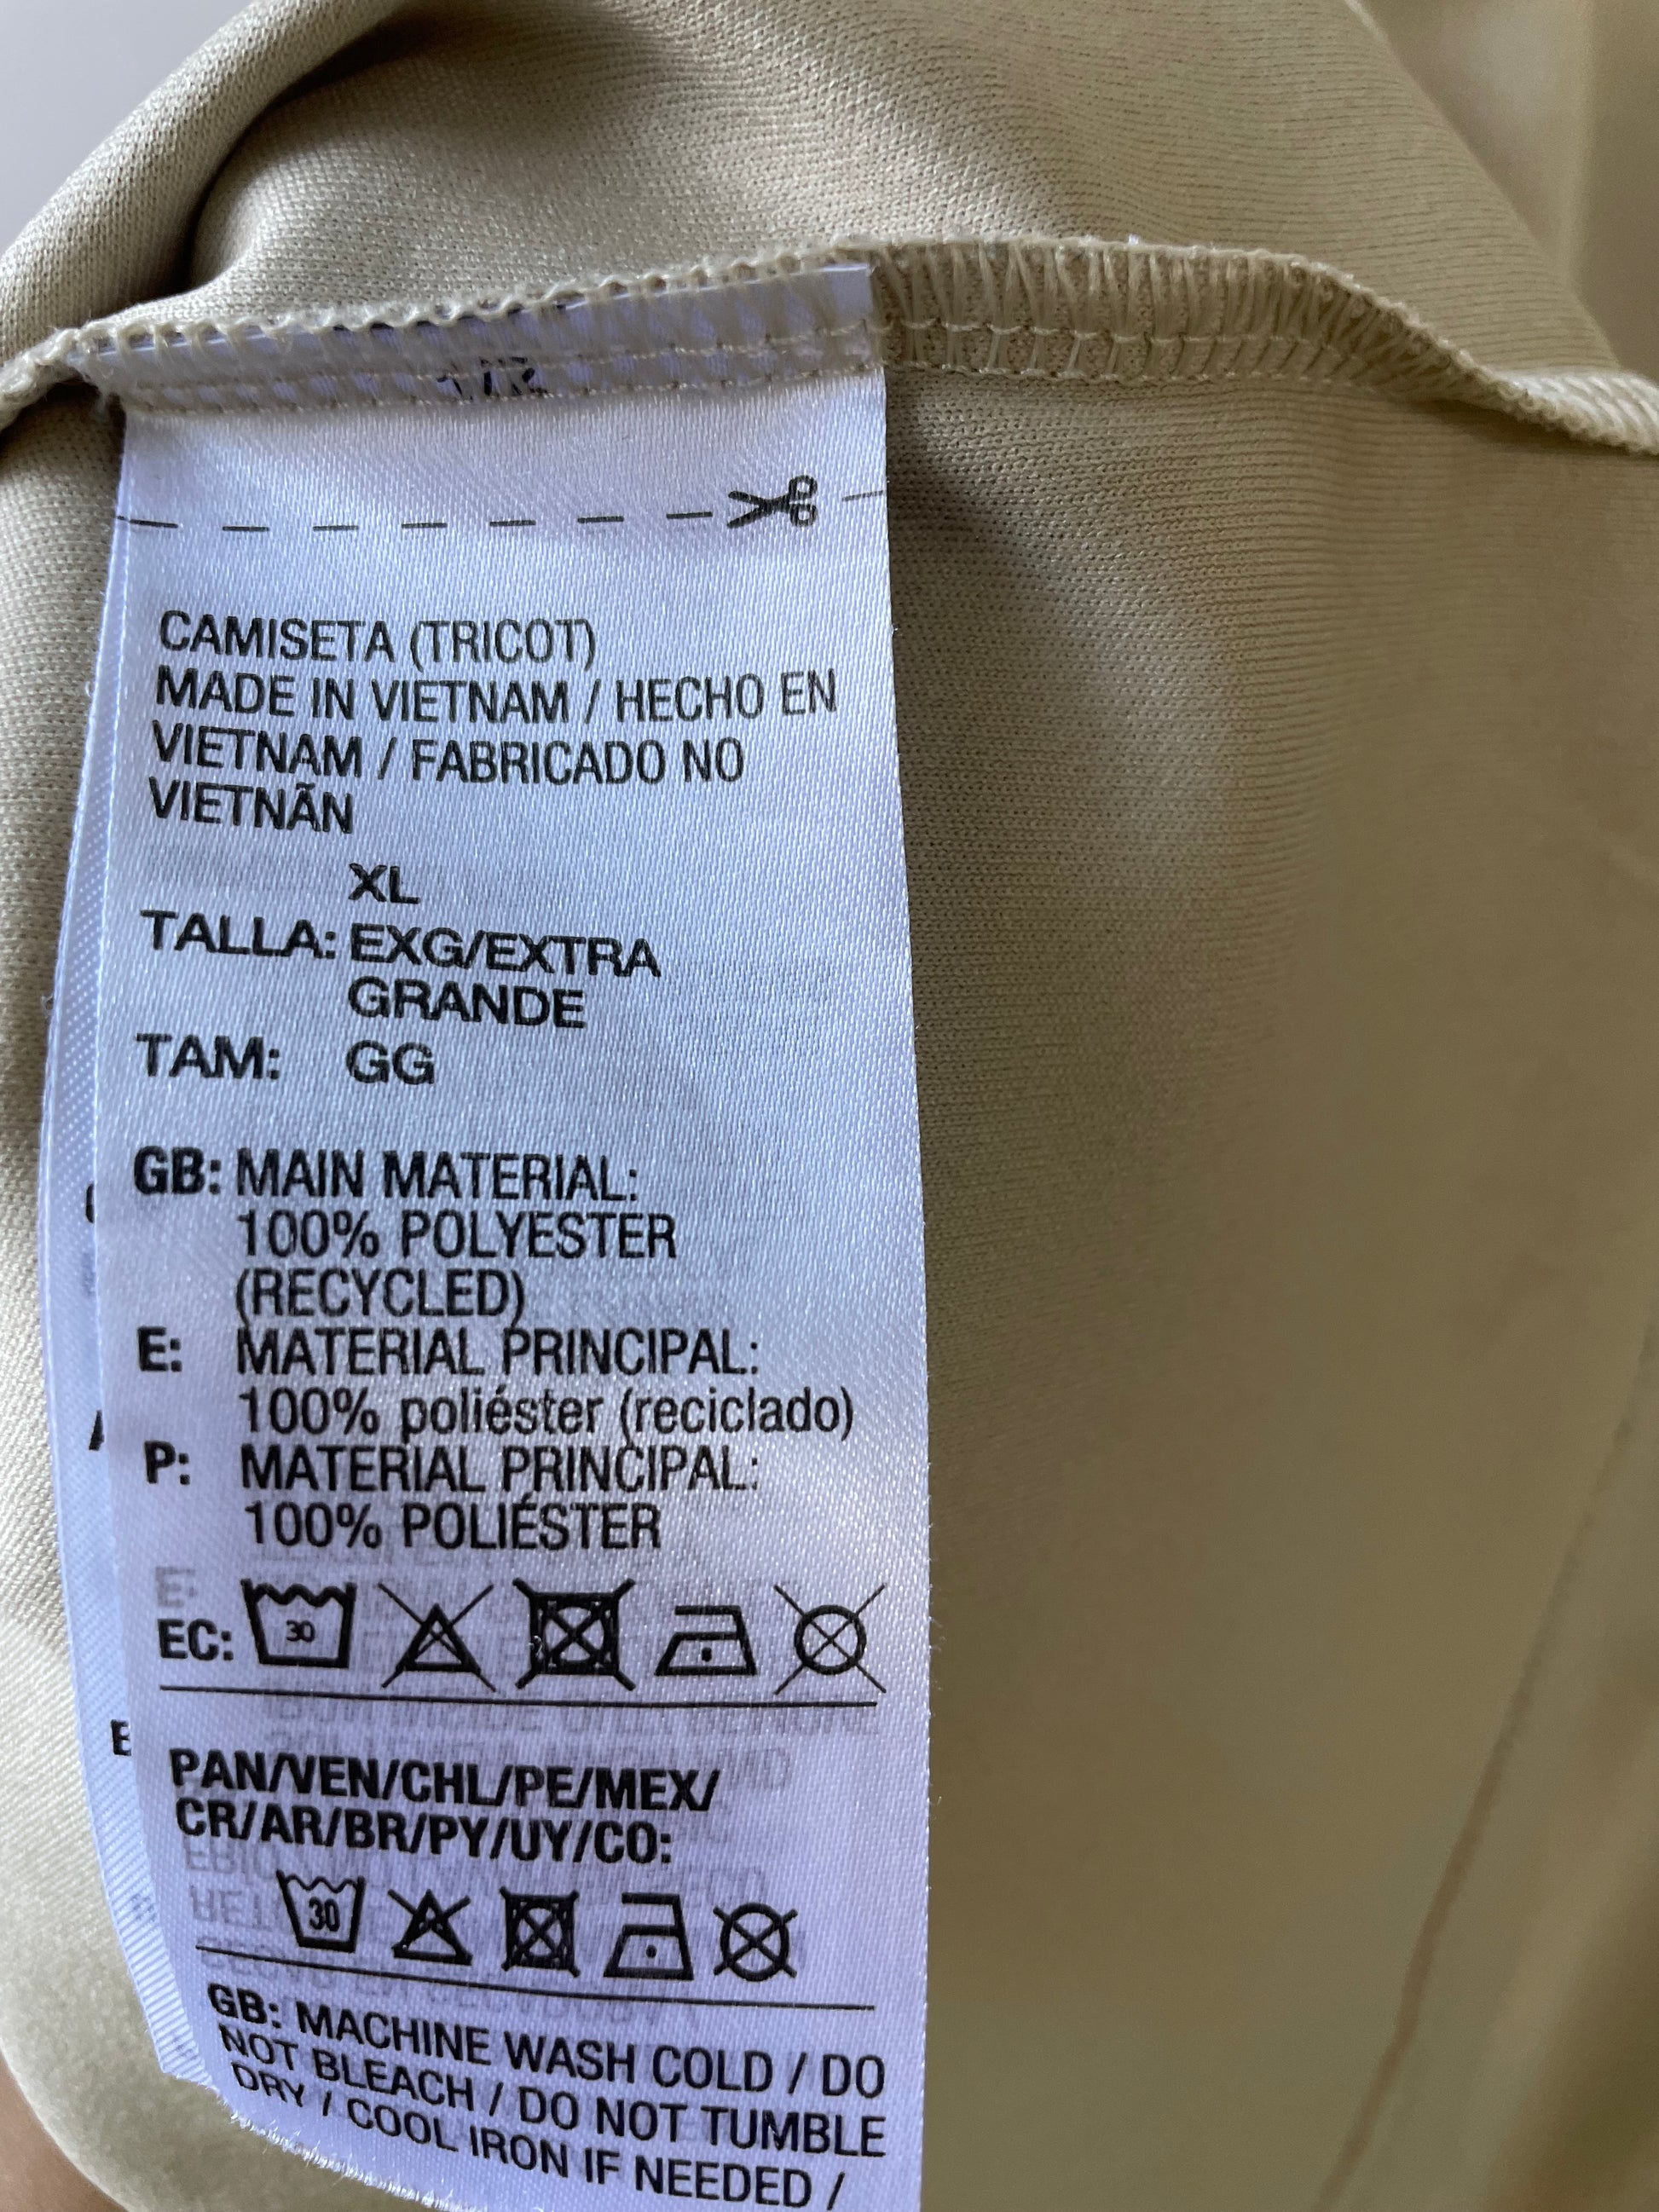 CAMISETA (TRICOT)
MADE IN VIETNAM / HECHO EN
VIETNAM / FABRICADO NO
VIETNÃN
XL
TALLA: EXG/EXTRA
GRANDE
TAM: GG
GB: MAIN MATERIAL:
100% POLYESTER
(RECYCLED)
E: MATERIAL PRINCIPAL:
100% poliéster (reciclado)
P: MATERIAL PRINCIPAL:
100% POLIÉSTER
EC: 30
PAN/VEN/CHL/PE/MEX/
CR/AR/BR/PY/UY/CO:
30
GB: MACHINE WASH COLD / DO
NOT BLEACH / DO NOT TUMBLE
DRY / COOL IRON IF NEEDED /